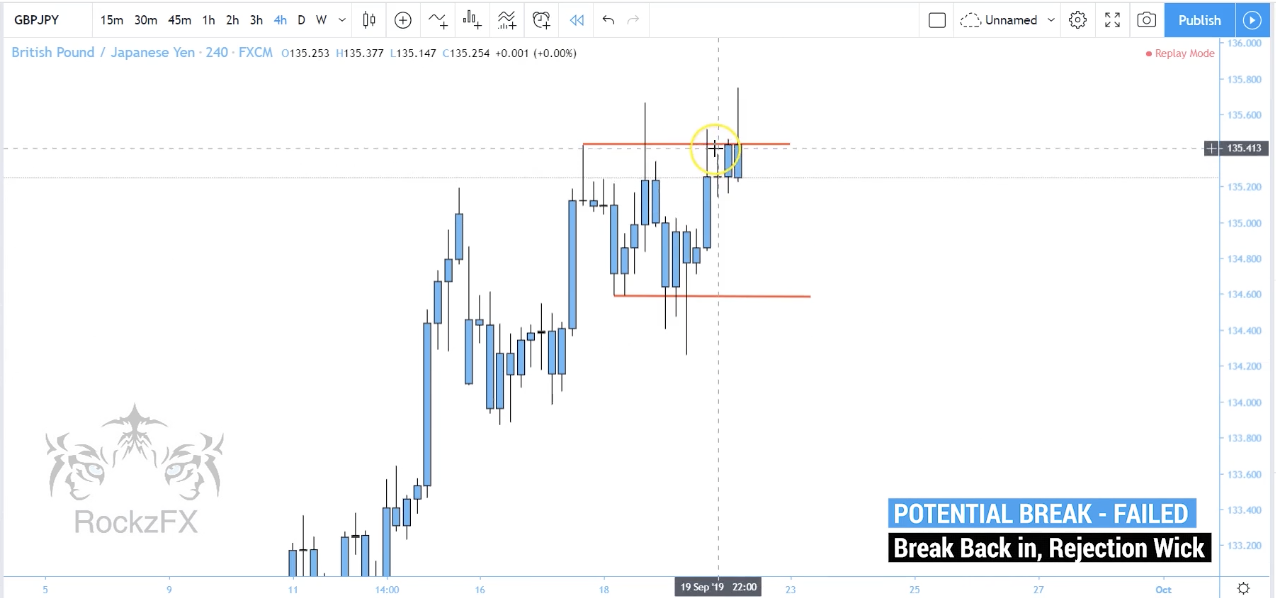 GBPJPY 15m 30m 45m 1h 2h 3h 4h D W Unnamed Publish
British Pound / Japanese Yen · 240 · FXCM O135.253 H135.377 L135.147 C135.254 +0.001 (+0.00%)
Replay Mode
136.000
135.800
135.600
135.413
135.200
135.000
134.800
134.600
134.400
134.200
134.000
133.800
133.600
133.400
133.200
RockzFX
POTENTIAL BREAK - FAILED
Break Back in, Rejection Wick
5 9 11 14:00 16 18 19 Sep '19 22:00 23 25 27 Oct